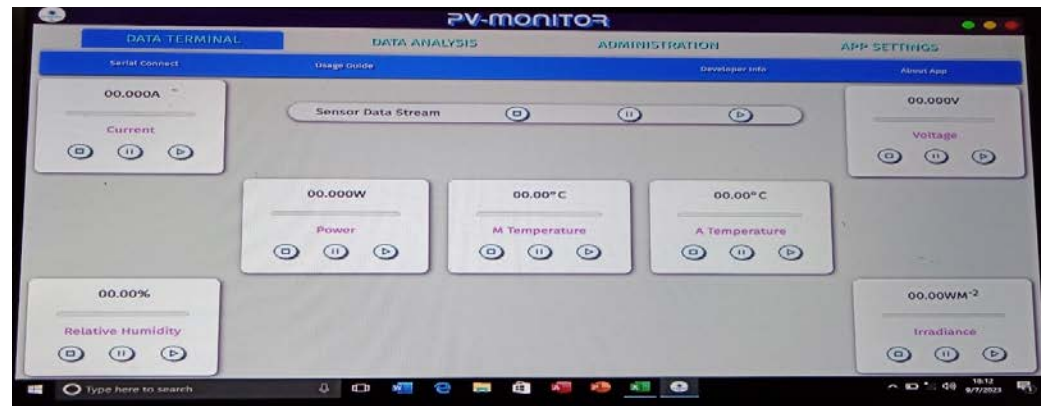 PV-MONITOR
DATA TERMINAL DATA ANALYSIS ADMINISTRATION APP SETTINGS
Serial Connect Usage Guide Developer Info About App
00.000A
Current
Sensor Data Stream
00.000V
Voltage
00.000W
Power
00.00°C
M Temperature
00.00°C
A Temperature
00.00%
Relative Humidity
00.00WM⁻²
Irradiance
Type here to search
18:12
9/7/2023